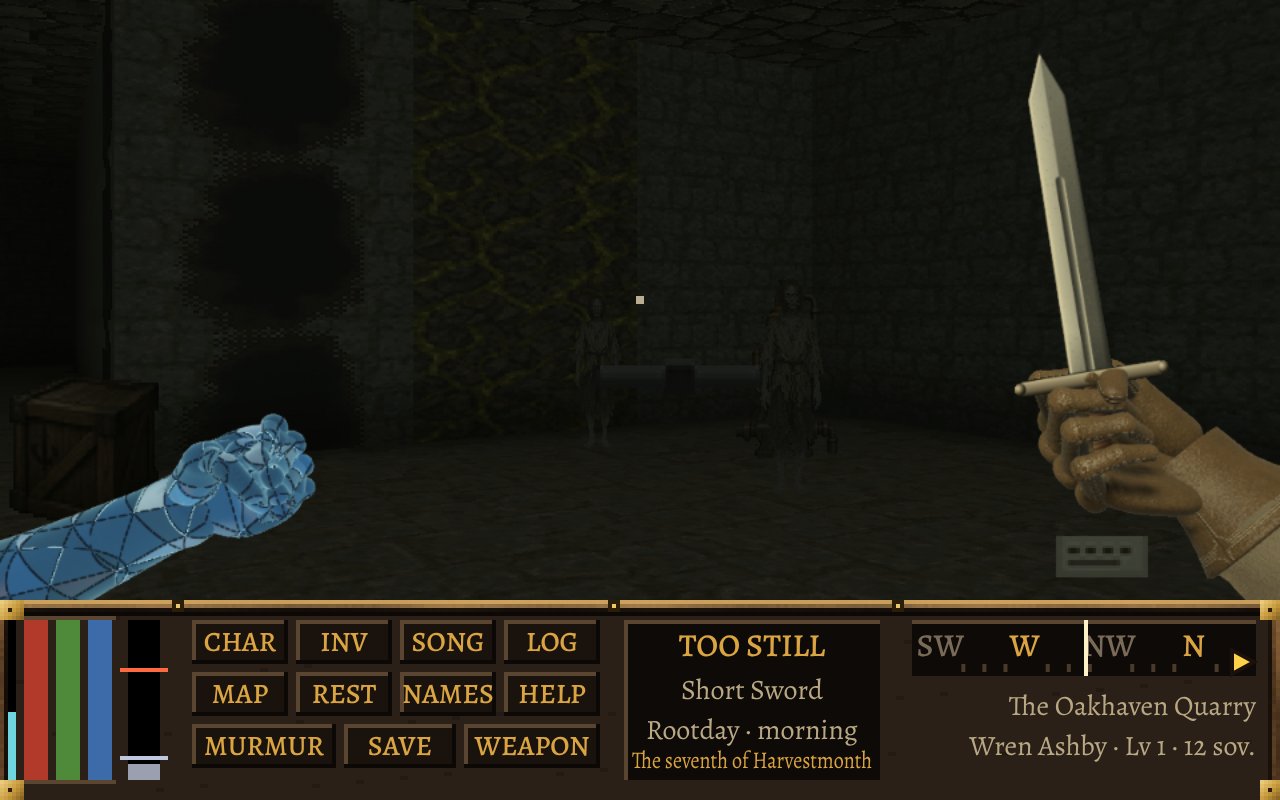 CHAR INV SONG LOG
MAP REST NAMES HELP
MURMUR SAVE WEAPON
TOO STILL
Short Sword
Rootday · morning
The seventh of Harvestmonth
SW W NW N
The Oakhaven Quarry
Wren Ashby · Lv 1 · 12 sov.